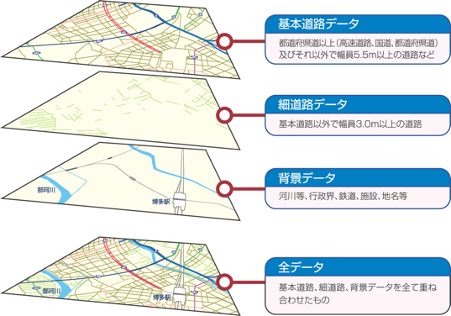 基本道路データ
都道府県道以上（高速道路、国道、都道府県道）
及びそれ以外で幅員5.5m以上の道路など
細道路データ
基本道路以外で幅員3.0m以上の道路
背景データ
河川等、行政界、鉄道、施設、地名等
那珂川
博多駅
全データ
基本道路、細道路、背景データを全て重ね
合わせたもの
那珂川
博多駅